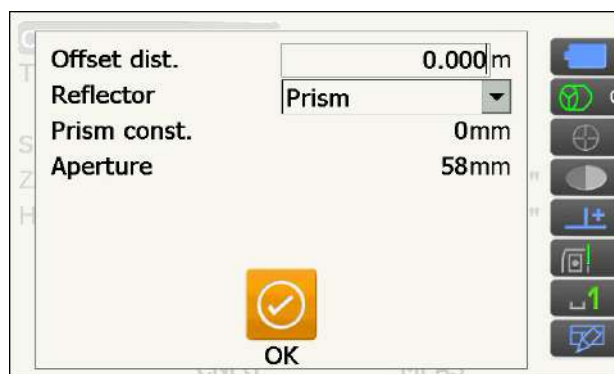 Offset dist. 0.000 m
Reflector Prism
Prism const. 0mm
Aperture 58mm
OK